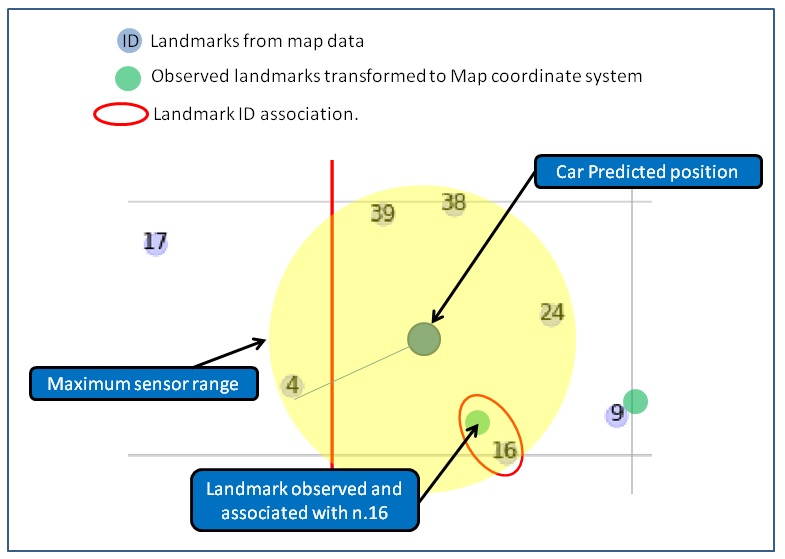 ID Landmarks from map data
Observed landmarks transformed to Map coordinate system
Landmark ID association.
Car Predicted position
38
39
17
24
Maximum sensor range
4
9
16
Landmark observed and
associated with n.16